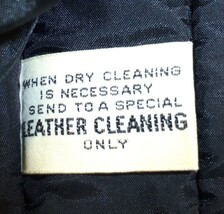 WHEN DRY CLEANING
IS NECESSARY
SEND TO A SPECIAL
LEATHER CLEANING
ONLY